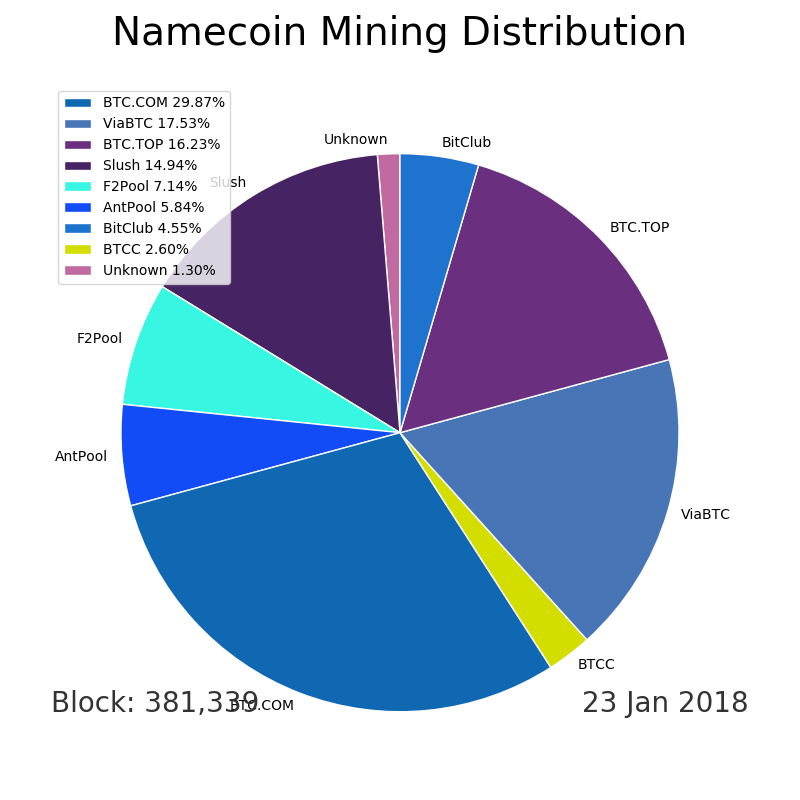 Namecoin Mining Distribution
BTC.COM 29.87%
ViaBTC 17.53%
BTC.TOP 16.23%
Slush 14.94%
F2Pool 7.14%
AntPool 5.84%
BitClub 4.55%
BTCC 2.60%
Unknown 1.30%
Unknown
BitClub
Slush
BTC.TOP
F2Pool
AntPool
ViaBTC
BTCC
BTC.COM
Block: 381,339
23 Jan 2018